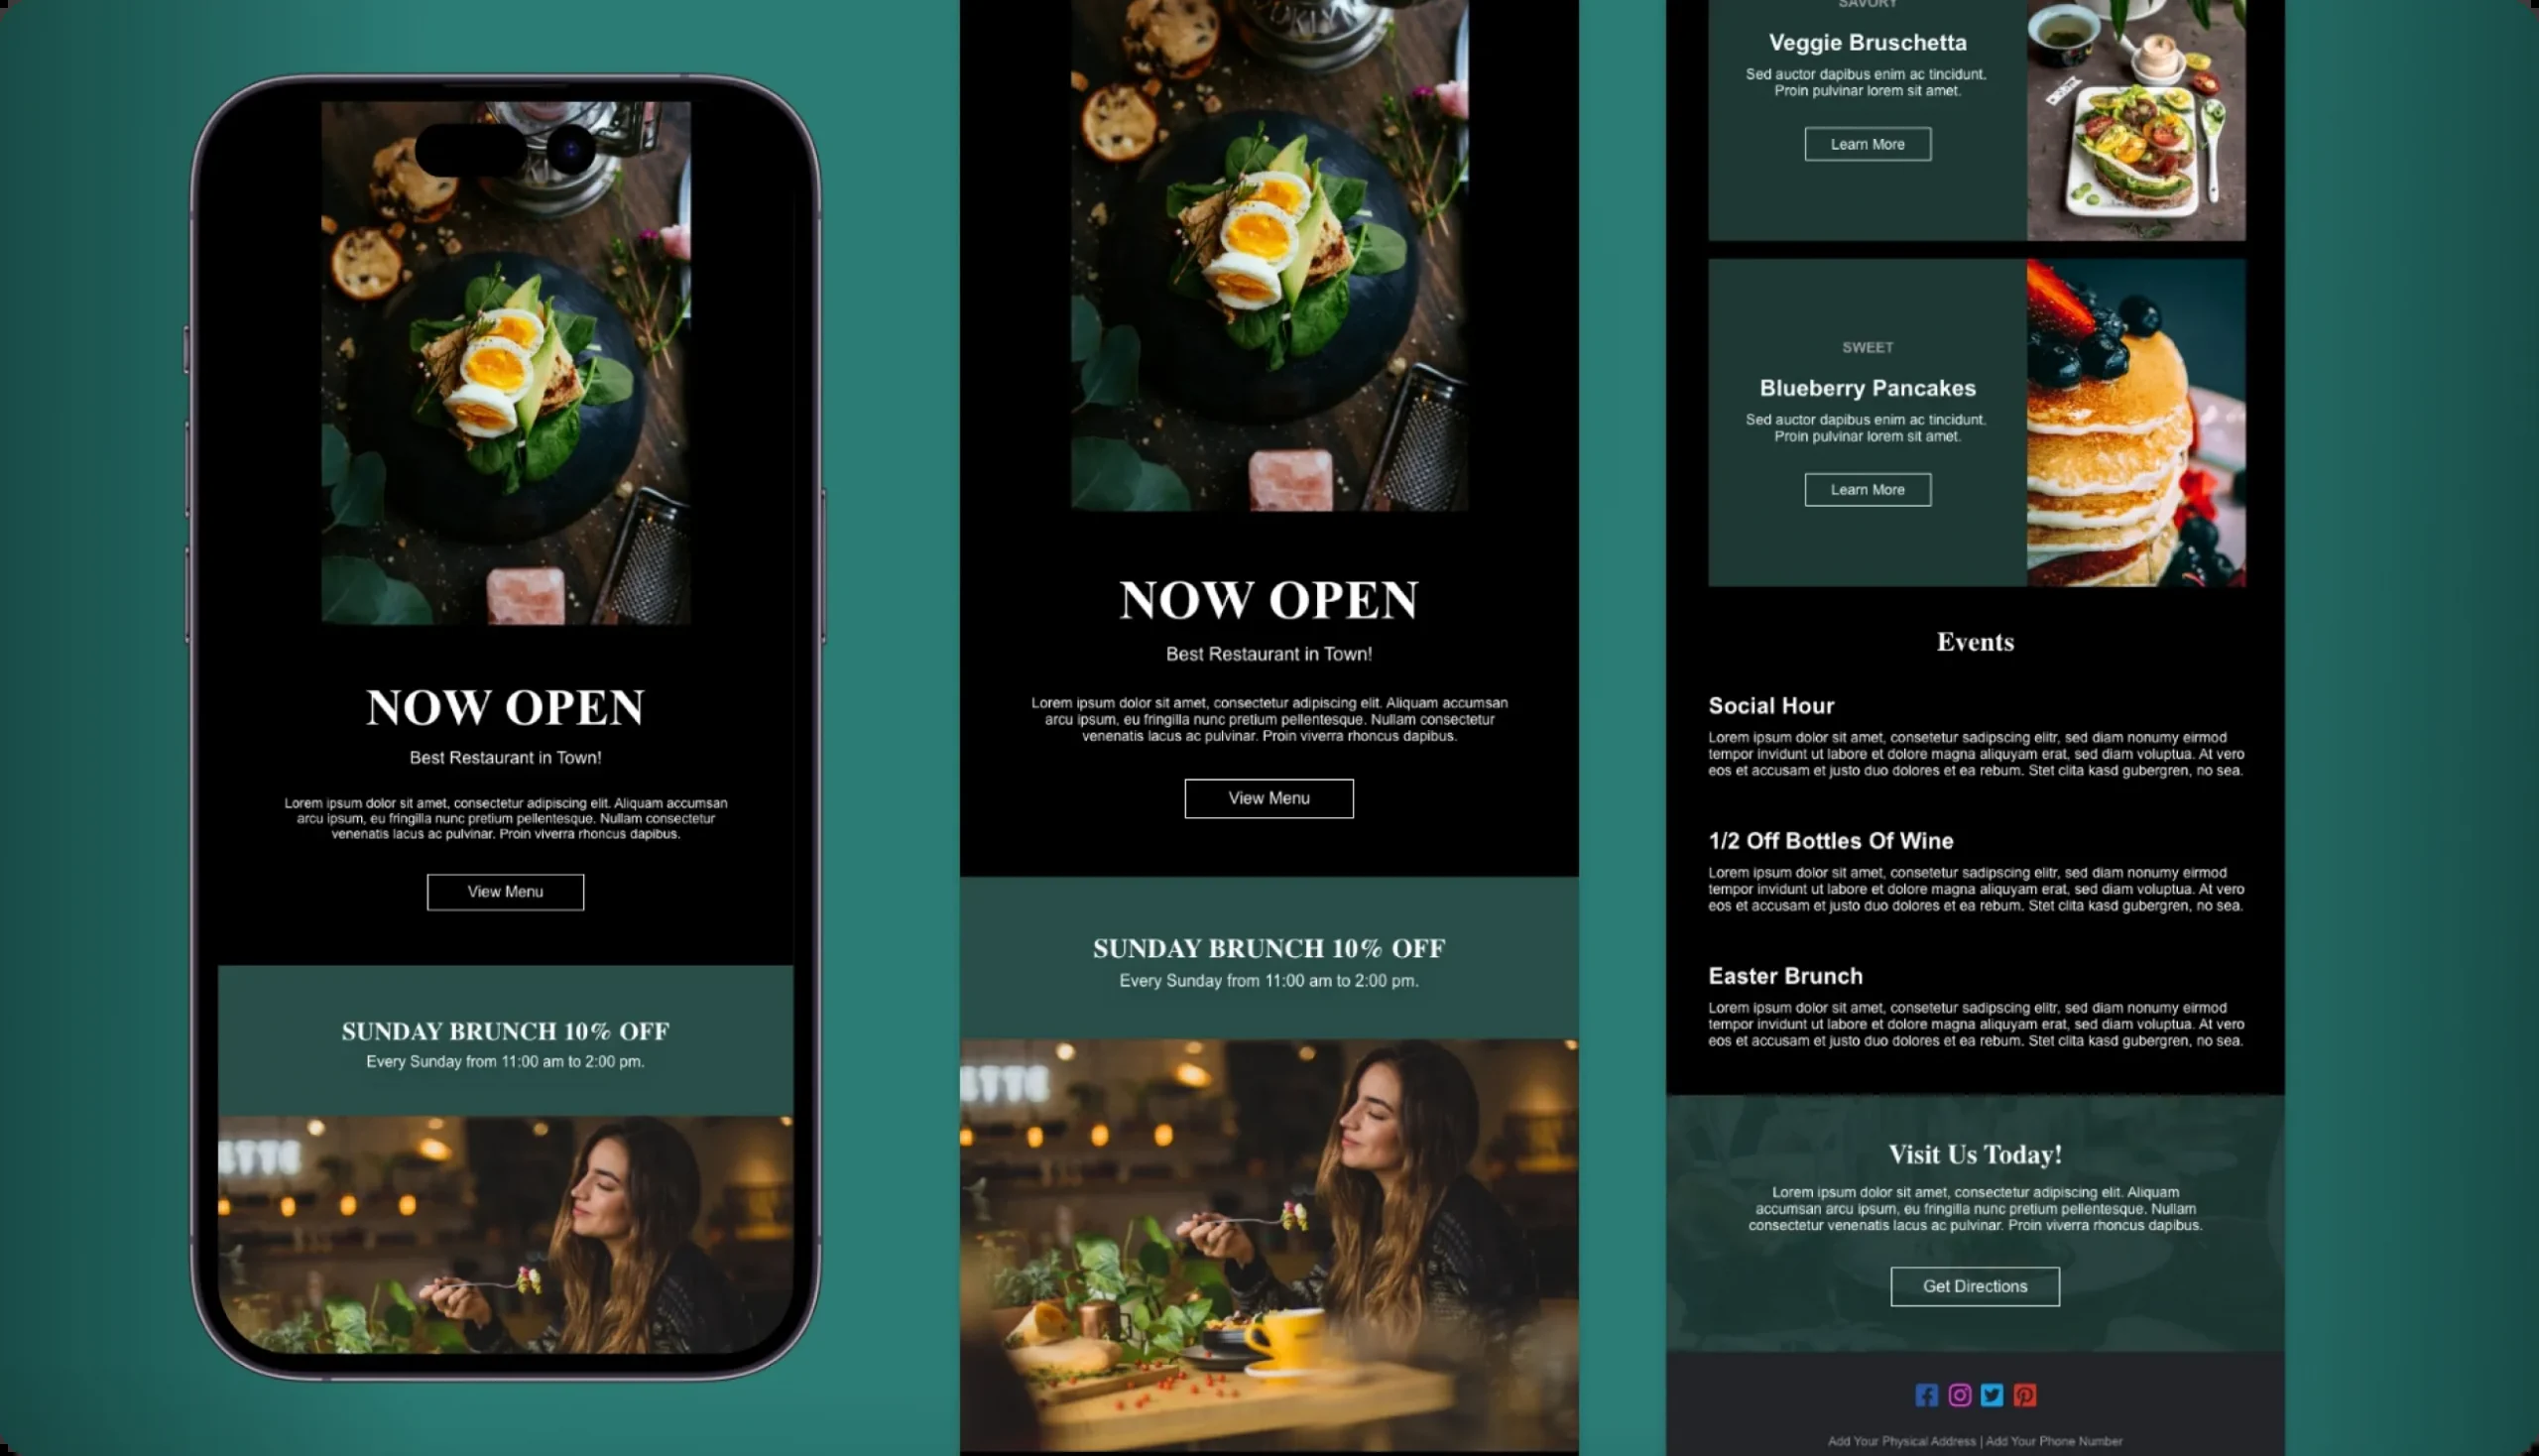 NOW OPEN
Best Restaurant in Town!
Lorem ipsum dolor sit amet, consectetur adipiscing elit. Aliquam accumsan
arcu ipsum, eu fringilla nunc pretium pellentesque. Nullam consectetur
venenatis lacus ac pulvinar. Proin viverra rhoncus dapibus.
View Menu
SUNDAY BRUNCH 10% OFF
Every Sunday from 11:00 am to 2:00 pm.
ETTE
NOW OPEN
Best Restaurant in Town!
Lorem ipsum dolor sit amet, consectetur adipiscing elit. Aliquam accumsan
arcu ipsum, eu fringilla nunc pretium pellentesque. Nullam consectetur
venenatis lacus ac pulvinar. Proin viverra rhoncus dapibus.
View Menu
SUNDAY BRUNCH 10% OFF
Every Sunday from 11:00 am to 2:00 pm.
ETTE
SAVORY
Veggie Bruschetta
Sed auctor dapibus enim ac tincidunt.
Proin pulvinar lorem sit amet.
Learn More
SWEET
Blueberry Pancakes
Sed auctor dapibus enim ac tincidunt.
Proin pulvinar lorem sit amet.
Learn More
Events
Social Hour
Lorem ipsum dolor sit amet, consetetur sadipscing elitr, sed diam nonumy eirmod
tempor invidunt ut labore et dolore magna aliquyam erat, sed diam voluptua. At vero
eos et accusam et justo duo dolores et ea rebum. Stet clita kasd gubergren, no sea.
1/2 Off Bottles Of Wine
Lorem ipsum dolor sit amet, consetetur sadipscing elitr, sed diam nonumy eirmod
tempor invidunt ut labore et dolore magna aliquyam erat, sed diam voluptua. At vero
eos et accusam et justo duo dolores et ea rebum. Stet clita kasd gubergren, no sea.
Easter Brunch
Lorem ipsum dolor sit amet, consetetur sadipscing elitr, sed diam nonumy eirmod
tempor invidunt ut labore et dolore magna aliquyam erat, sed diam voluptua. At vero
eos et accusam et justo duo dolores et ea rebum. Stet clita kasd gubergren, no sea.
Visit Us Today!
Lorem ipsum dolor sit amet, consectetur adipiscing elit. Aliquam
accumsan arcu ipsum, eu fringilla nunc pretium pellentesque. Nullam
consectetur venenatis lacus ac pulvinar. Proin viverra rhoncus dapibus.
Get Directions
Add Your Physical Address | Add Your Phone Number